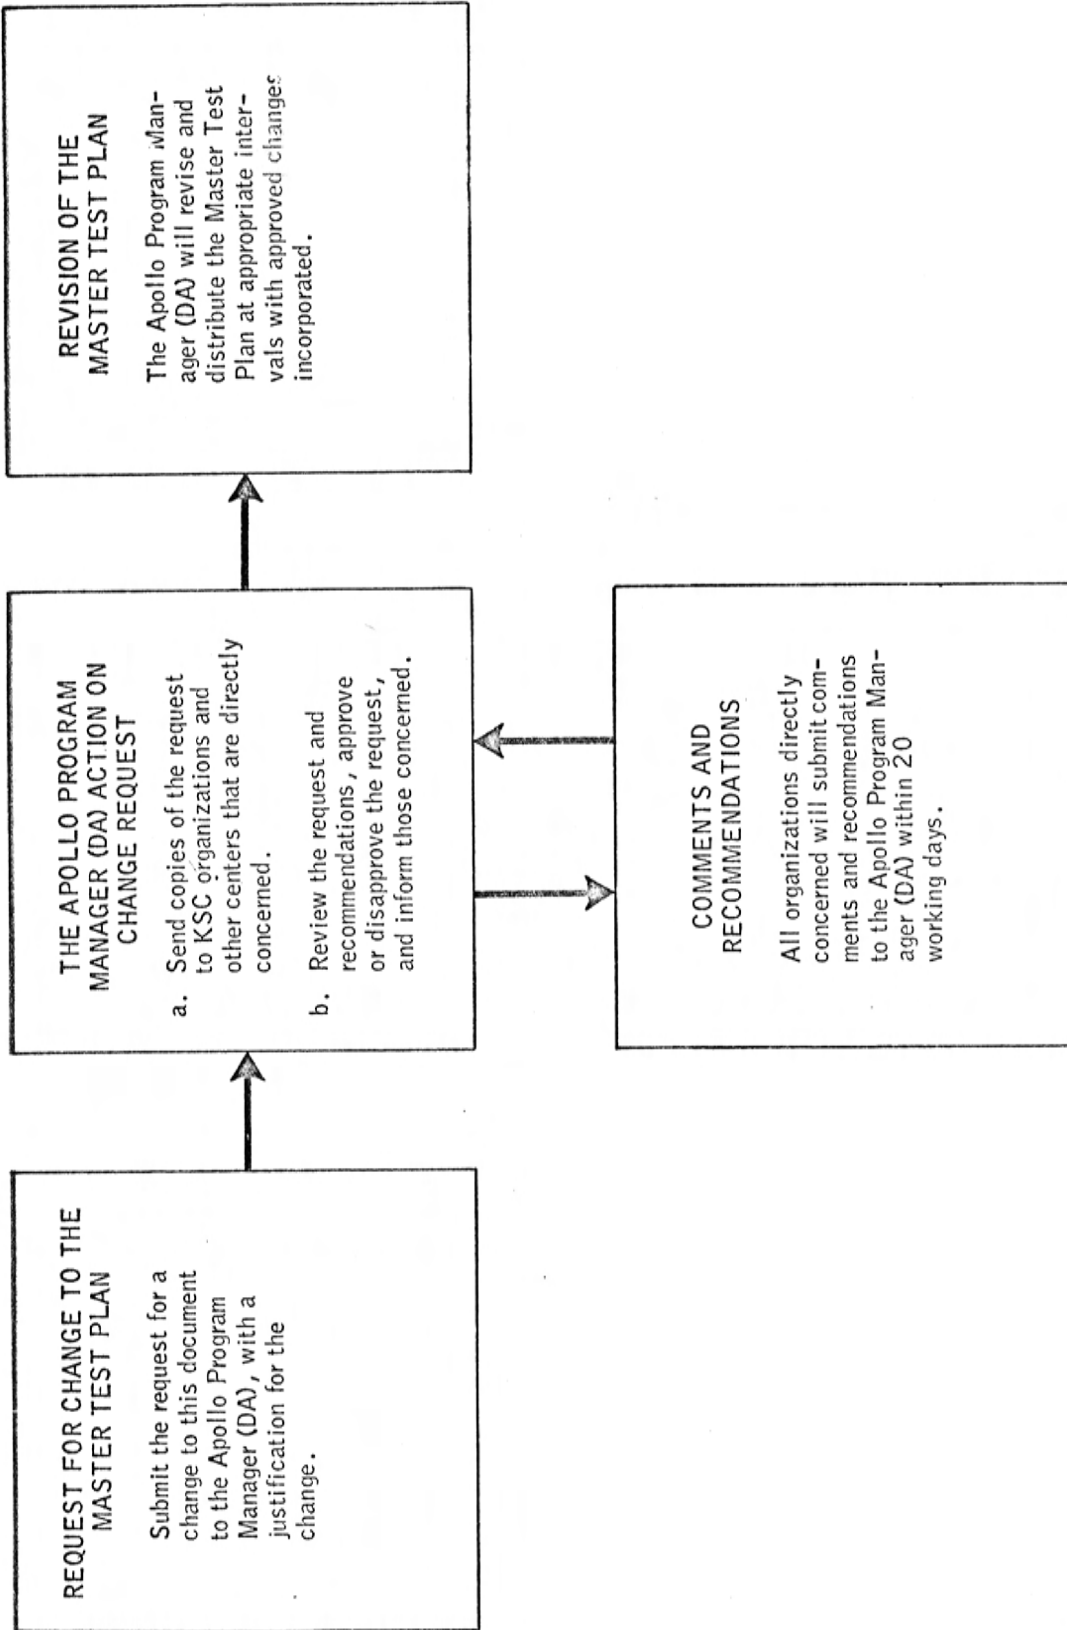 REQUEST FOR CHANGE TO THE
MASTER TEST PLAN
Submit the request for a
change to this document
to the Apollo Program
Manager (DA), with a
justification for the
change.
THE APOLLO PROGRAM
MANAGER (DA) ACTION ON
CHANGE REQUEST
a. Send copies of the request
to KSC organizations and
other centers that are directly
concerned.
b. Review the request and
recommendations, approve
or disapprove the request,
and inform those concerned.
COMMENTS AND
RECOMMENDATIONS
All organizations directly
concerned will submit com-
ments and recommendations
to the Apollo Program Man-
ager (DA) within 20
working days.
REVISION OF THE
MASTER TEST PLAN
The Apollo Program Man-
ager (DA) will revise and
distribute the Master Test
Plan at appropriate inter-
vals with approved changes
incorporated.